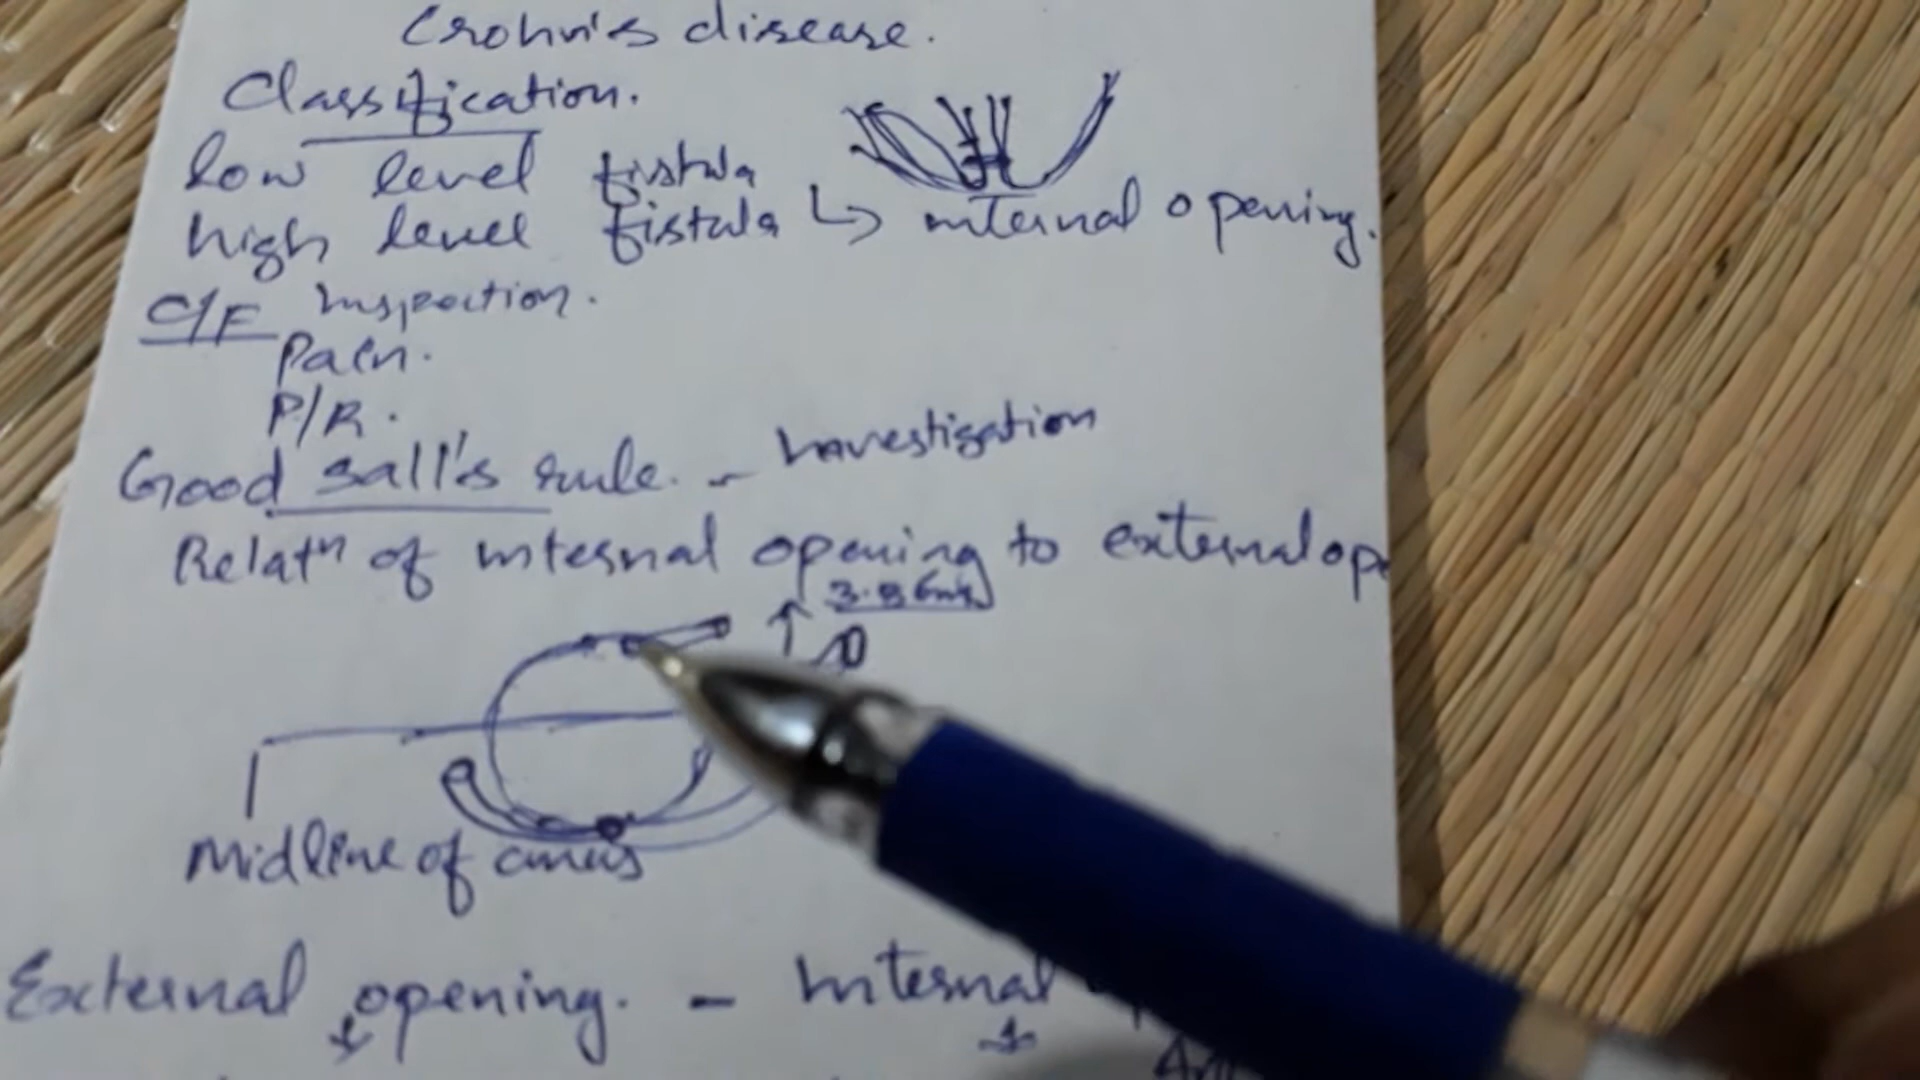 Crohn's disease.
Classification.
low level fistula
high level fistula ↳ internal opening.
C/F Inspection.
Pain.
P/R.
Good sall's rule. - Investigation
Relatⁿ of internal opening to external op
Midline of anus
External opening. - Internal